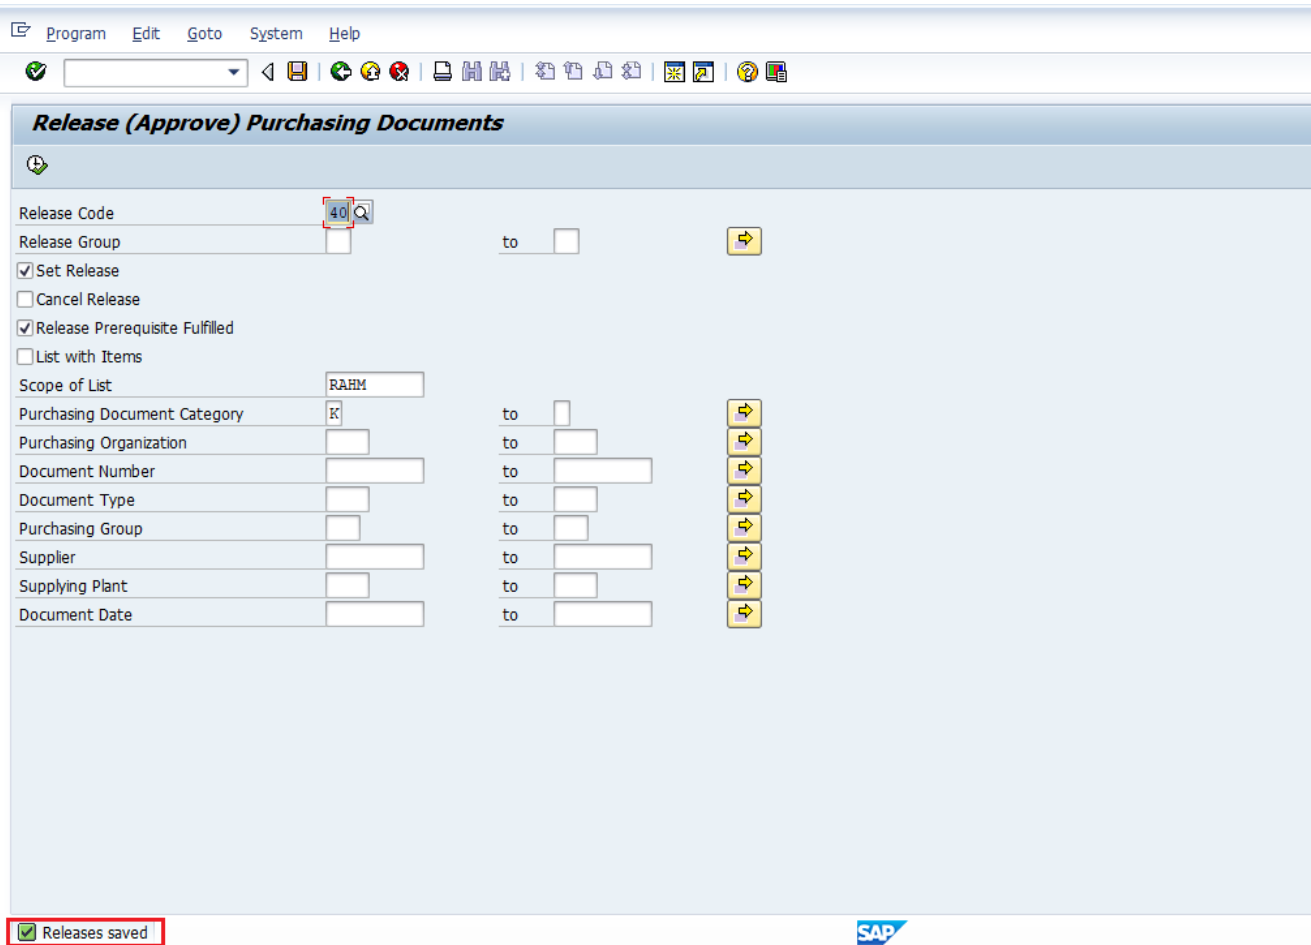 Program Edit Goto System Help
Release (Approve) Purchasing Documents
Release Code 40
Release Group to
Set Release
Cancel Release
Release Prerequisite Fulfilled
List with Items
Scope of List RAHM
Purchasing Document Category K to
Purchasing Organization to
Document Number to
Document Type to
Purchasing Group to
Supplier to
Supplying Plant to
Document Date to
Releases saved SAP